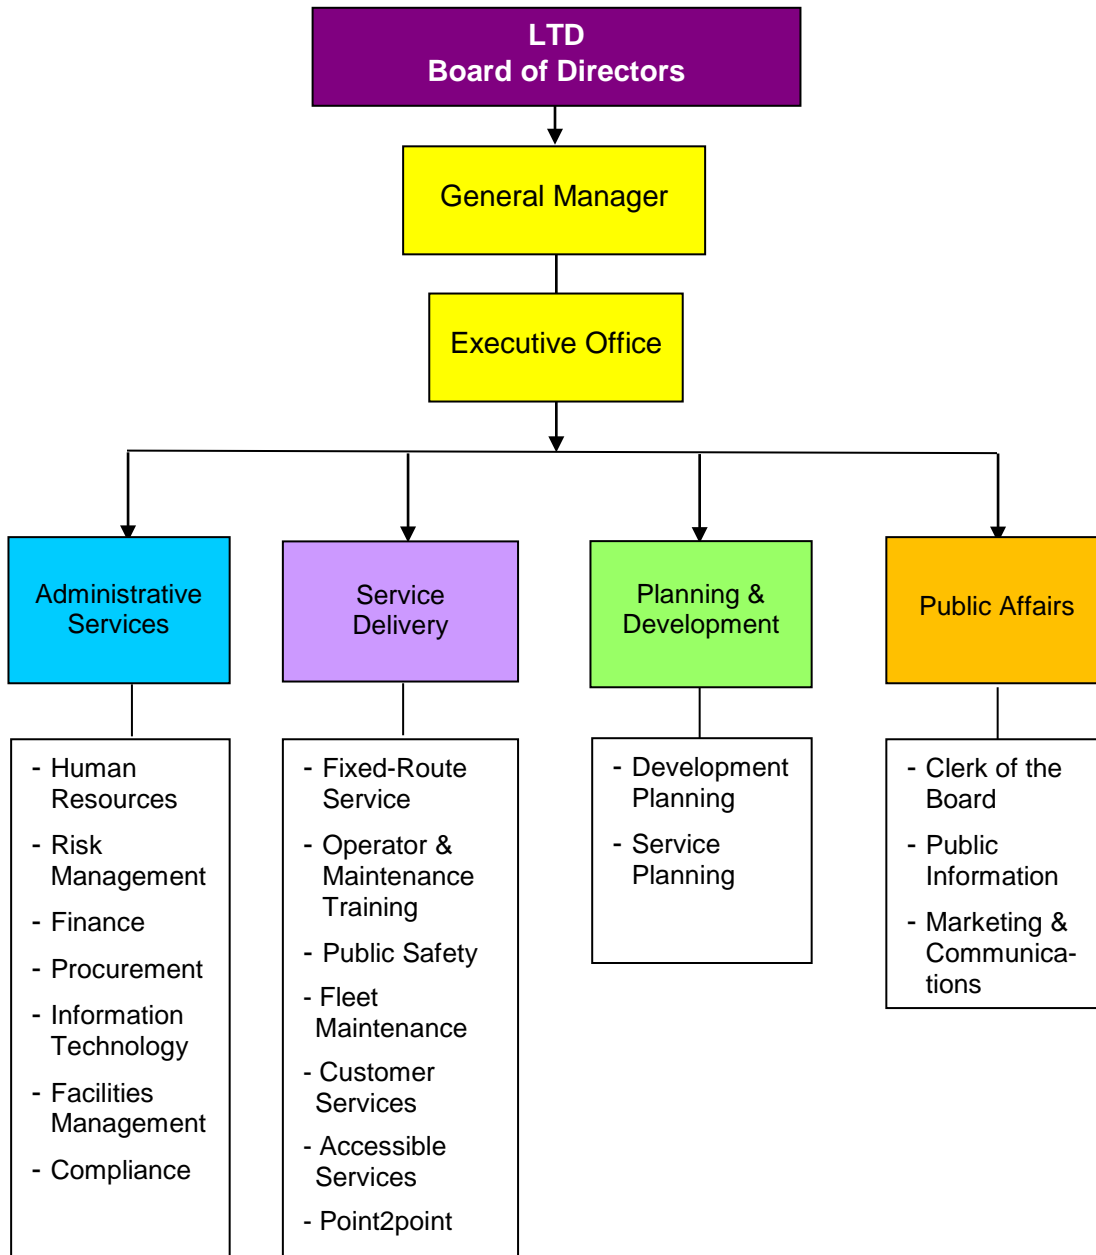 LTD
Board of Directors
General Manager
Executive Office
Administrative
Services
Service
Delivery
Planning &
Development
Public Affairs
- Human
Resources
- Risk
Management
- Finance
- Procurement
- Information
Technology
- Facilities
Management
- Compliance
- Fixed-Route
Service
- Operator &
Maintenance
Training
- Public Safety
- Fleet
Maintenance
- Customer
Services
- Accessible
Services
- Point2point
- Development
Planning
- Service
Planning
- Clerk of the
Board
- Public
Information
- Marketing &
Communica-
tions